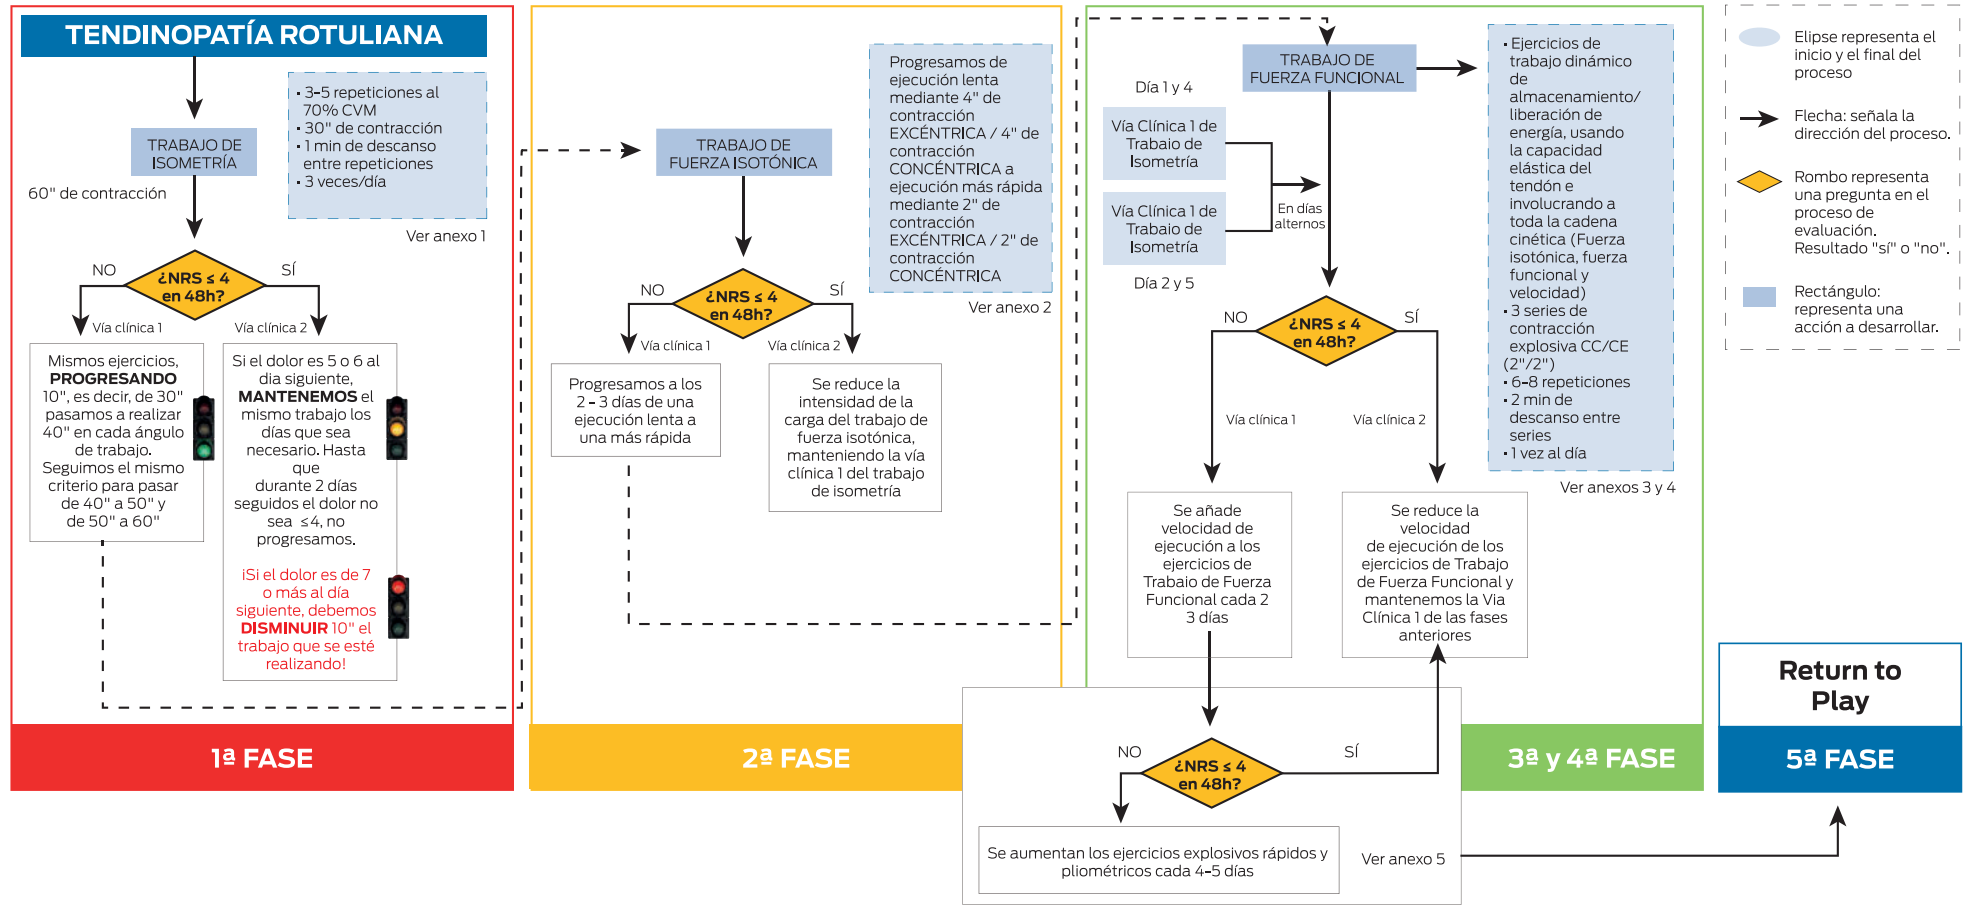 TENDINOPATÍA ROTULIANA
• 3-5 repeticiones al
70% CVM
• 30" de contracción
• 1 min de descanso
entre repeticiones
• 3 veces/día
TRABAJO DE
ISOMETRÍA
60" de contracción
Ver anexo 1
NO
¿NRS ≤ 4
en 48h?
SÍ
Vía clínica 1
Vía clínica 2
Mismos ejercicios,
PROGRESANDO
10", es decir, de 30"
pasamos a realizar
40" en cada ángulo
de trabajo.
Seguimos el mismo
criterio para pasar
de 40" a 50" y
de 50" a 60"
Si el dolor es 5 o 6 al
dia siguiente,
MANTENEMOS el
mismo trabajo los
días que sea
necesario. Hasta
que
durante 2 días
seguidos el dolor no
sea ≤4, no
progresamos.
¡Si el dolor es de 7
o más al día
siguiente, debemos
DISMINUIR 10" el
trabajo que se esté
realizando!
1ª FASE
Progresamos de
ejecución lenta
mediante 4" de
contracción
EXCÉNTRICA / 4" de
contracción
CONCÉNTRICA a
ejecución más rápida
mediante 2" de
contracción
EXCÉNTRICA / 2" de
contracción
CONCÉNTRICA
Ver anexo 2
TRABAJO DE
FUERZA ISOTÓNICA
NO
¿NRS ≤ 4
en 48h?
SÍ
Vía clínica 1
Vía clínica 2
Progresamos a los
2 - 3 días de una
ejecución lenta a
una más rápida
Se reduce la
intensidad de la
carga del trabajo de
fuerza isotónica,
manteniendo la vía
clínica 1 del trabajo
de isometría
2ª FASE
TRABAJO DE
FUERZA FUNCIONAL
Día 1 y 4
Vía Clínica 1 de
Trabaio de
Isometría
Vía Clínica 1 de
Trabaio de
Isometría
Día 2 y 5
En días
alternos
• Ejercicios de
trabajo dinámico
de
almacenamiento/
liberación de
energía, usando
la capacidad
elástica del
tendón e
involucrando a
toda la cadena
cinética (Fuerza
isotónica, fuerza
funcional y
velocidad)
• 3 series de
contracción
explosiva CC/CE
(2"/2")
• 6-8 repeticiones
• 2 min de
descanso entre
series
• 1 vez al día
Ver anexos 3 y 4
NO
¿NRS ≤ 4
en 48h?
SÍ
Vía clínica 1
Vía clínica 2
Se añade
velocidad de
ejecución a los
ejercicios de
Trabaio de Fuerza
Funcional cada 2
3 días
Se reduce la
velocidad
de ejecución de los
ejercicios de Trabajo
de Fuerza Funcional y
mantenemos la Via
Clínica 1 de las fases
anteriores
NO
¿NRS ≤ 4
en 48h?
SÍ
Se aumentan los ejercicios explosivos rápidos y
pliométricos cada 4-5 días
Ver anexo 5
3ª y 4ª FASE
Return to
Play
5ª FASE
Elipse representa el
inicio y el final del
proceso
Flecha: señala la
dirección del proceso.
Rombo representa
una pregunta en el
proceso de
evaluación.
Resultado "sí" o "no".
Rectángulo:
representa una
acción a desarrollar.